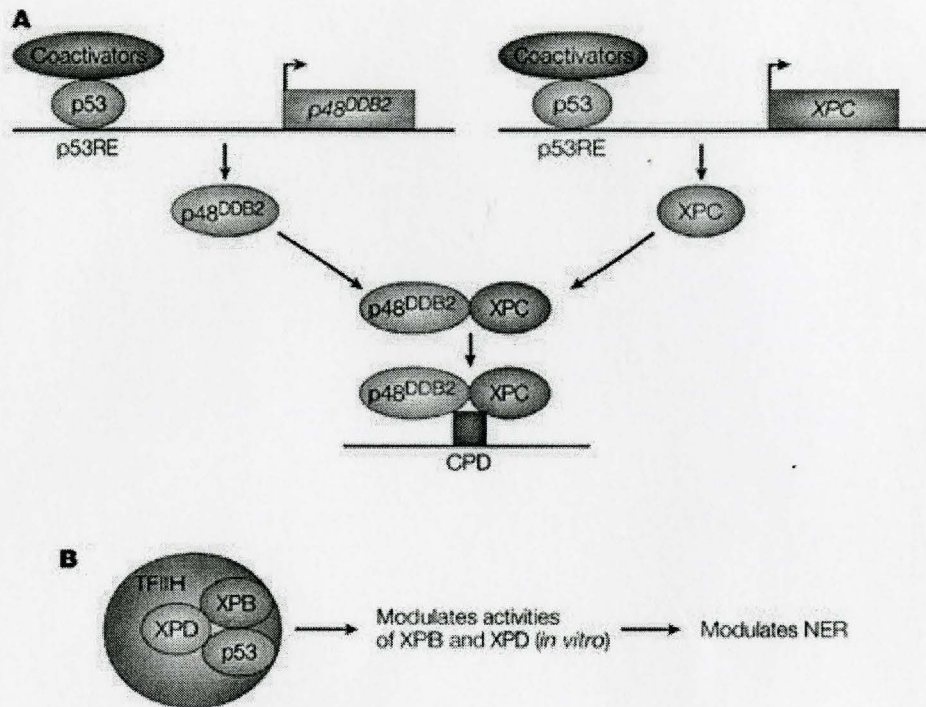 A
Coactivators
p53
p53RE
p48DDB2
Coactivators
p53
p53RE
XPC
p48DDB2
XPC
p48DDB2
XPC
p48DDB2
XPC
CPD
B
TFIIH
XPB
XPD
p53
Modulates activities
of XPB and XPD (in vitro)
Modulates NER